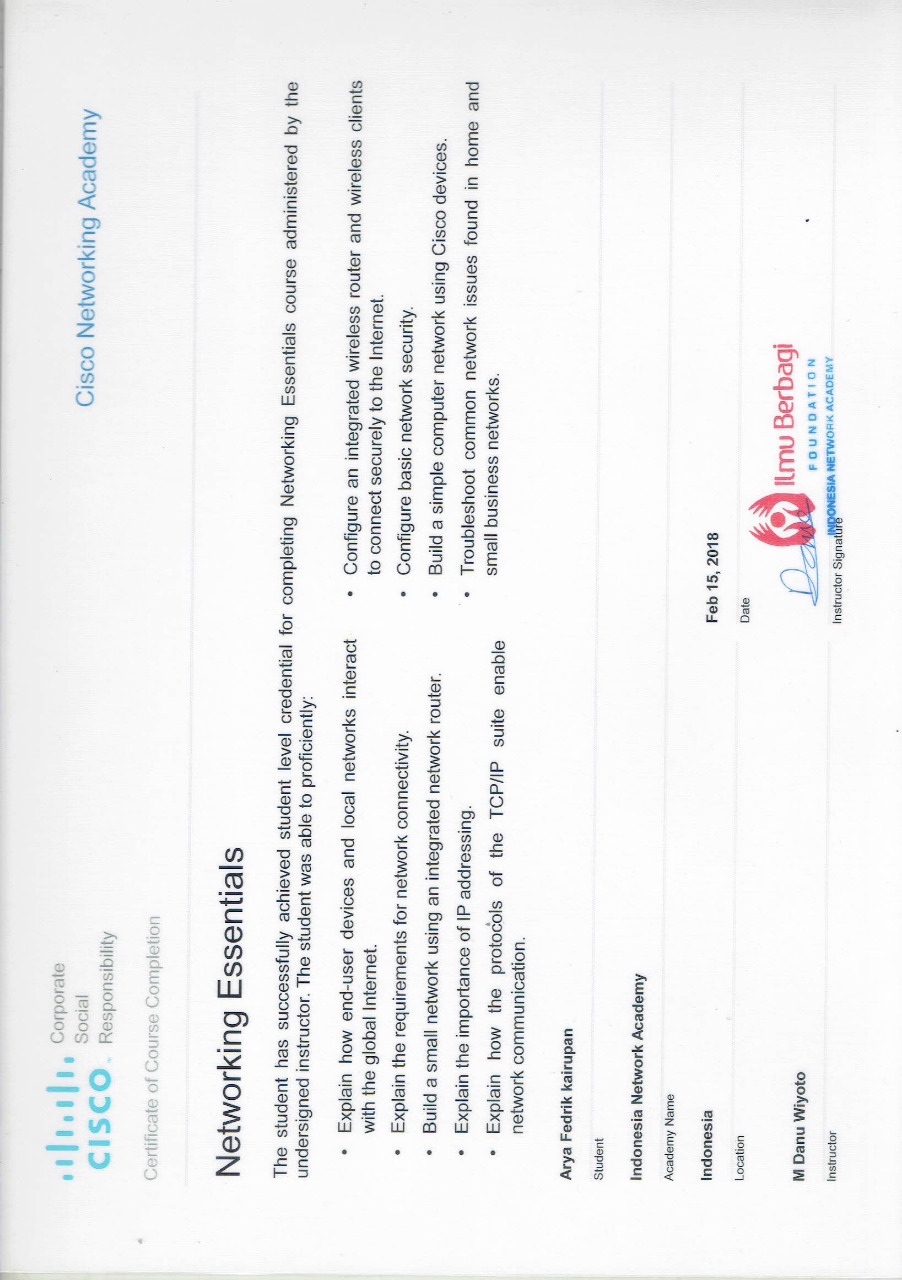 CISCO
Corporate
Social
Responsibility
Cisco Networking Academy
Certificate of Course Completion
Networking Essentials
The student has successfully achieved student level credential for completing Networking Essentials course administered by the
undersigned instructor. The student was able to proficiently:
• Explain how end-user devices and local networks interact
with the global Internet.
• Explain the requirements for network connectivity.
• Build a small network using an integrated network router.
• Explain the importance of IP addressing.
• Explain how the protocols of the TCP/IP suite enable
network communication.
• Configure an integrated wireless router and wireless clients
to connect securely to the Internet.
• Configure basic network security.
• Build a simple computer network using Cisco devices.
• Troubleshoot common network issues found in home and
small business networks.
Arya Fedrik kairupan
Student
Indonesia Network Academy
Academy Name
Indonesia
Location
Feb 15, 2018
Date
M Danu Wiyoto
Instructor
Ilmu Berbagi
FOUNDATION
INDONESIA NETWORK ACADEMY
Instructor Signature